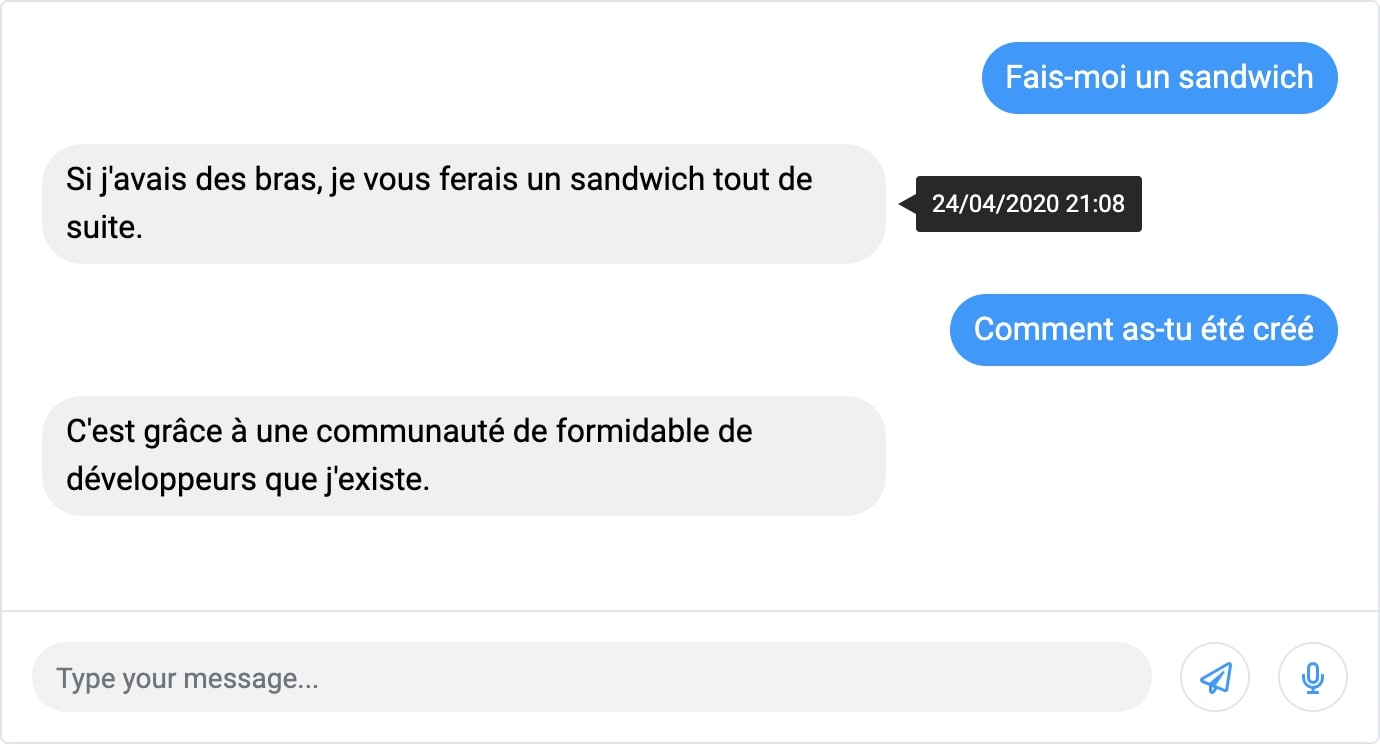 Fais-moi un sandwich
Si j'avais des bras, je vous ferais un sandwich tout de
suite.
24/04/2020 21:08
Comment as-tu été créé
C'est grâce à une communauté de formidable de
développeurs que j'existe.
Type your message...